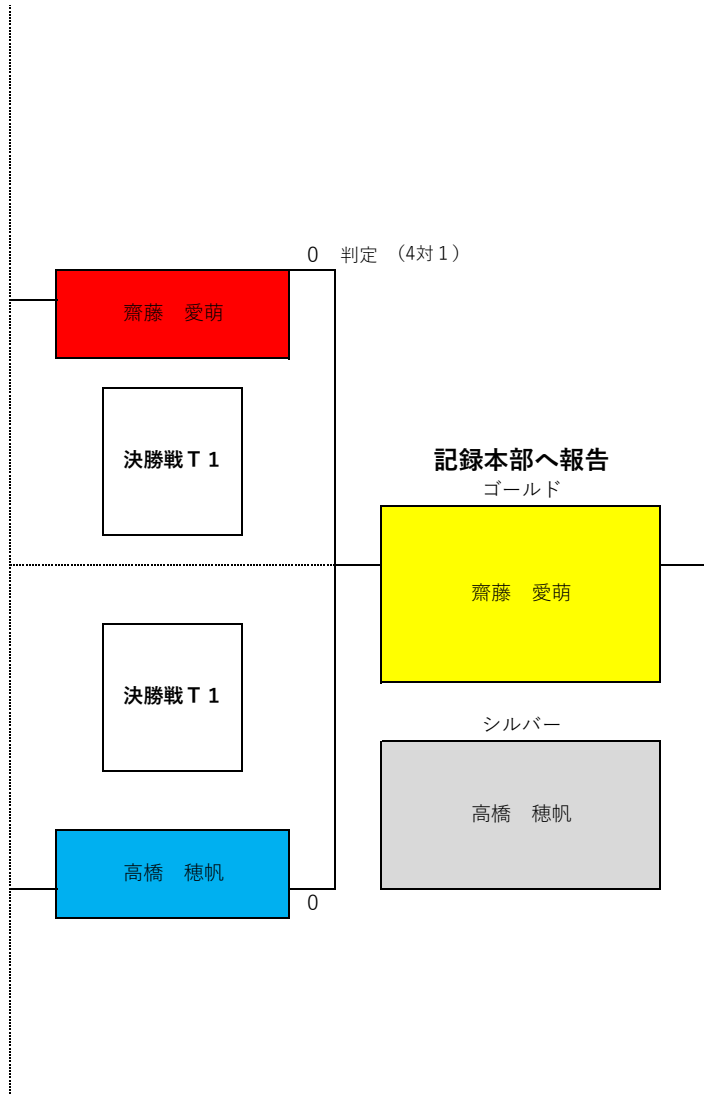 0 判定 （4対１）
齋藤　愛萌
決勝戦Ｔ１
記録本部へ報告
ゴールド
齋藤　愛萌
決勝戦Ｔ１
シルバー
高橋　穂帆
高橋　穂帆
0